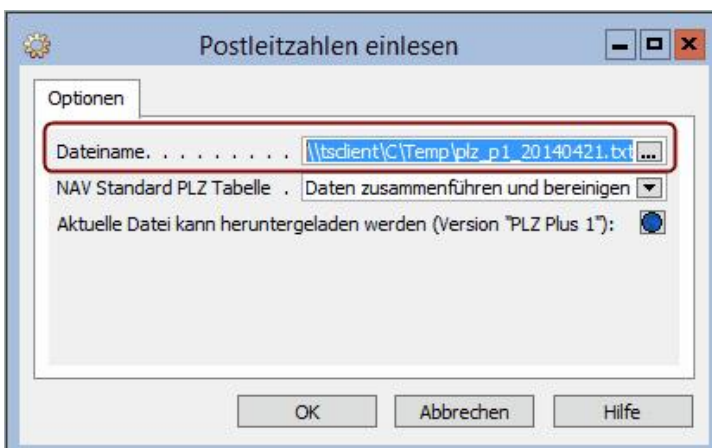 Postleitzahlen einlesen
Optionen
Dateiname. . . . . . . . . . \\tsclient\C\Temp\plz_p1_20140421.txt ...
NAV Standard PLZ Tabelle . Daten zusammenführen und bereinigen
Aktuelle Datei kann heruntergeladen werden (Version "PLZ Plus 1"):
OK Abbrechen Hilfe